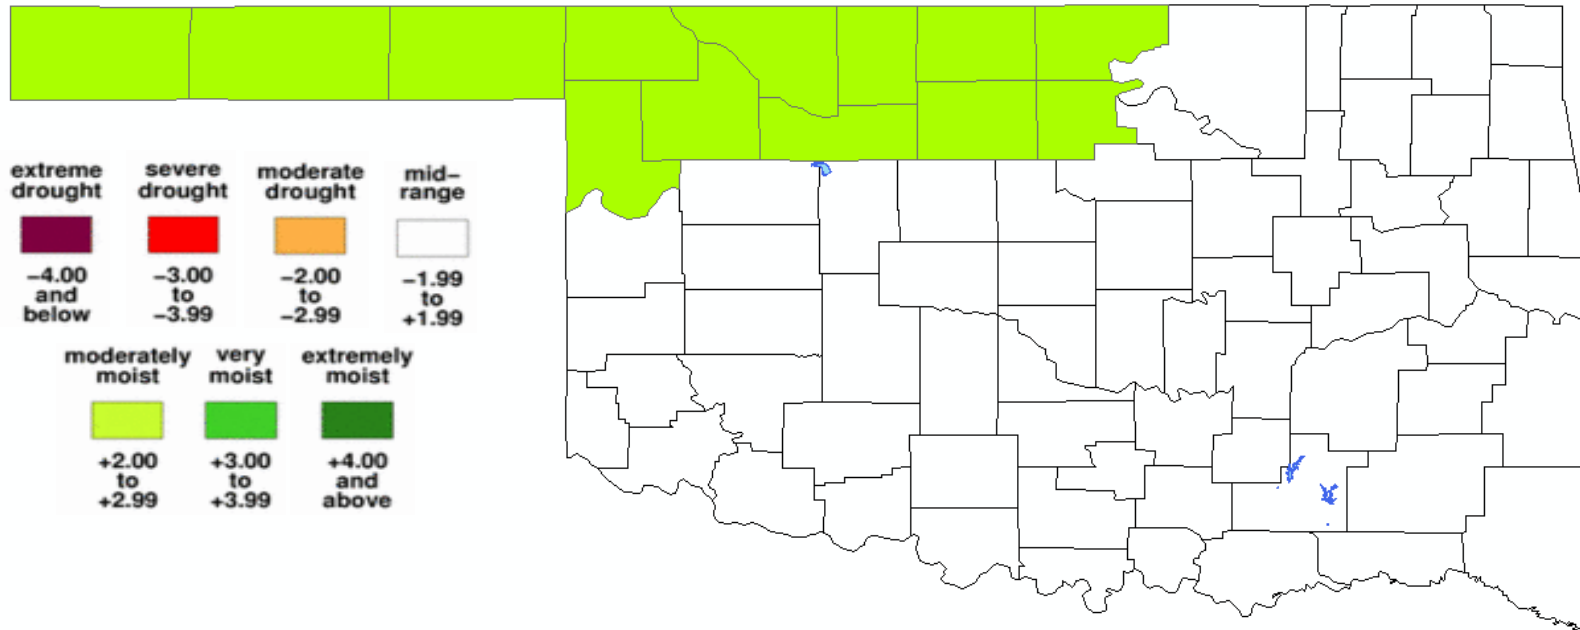 extreme drought
severe drought
moderate drought
mid–range
−4.00 and below
−3.00 to −3.99
−2.00 to −2.99
−1.99 to +1.99
moderately moist
very moist
extremely moist
+2.00 to +2.99
+3.00 to +3.99
+4.00 and above